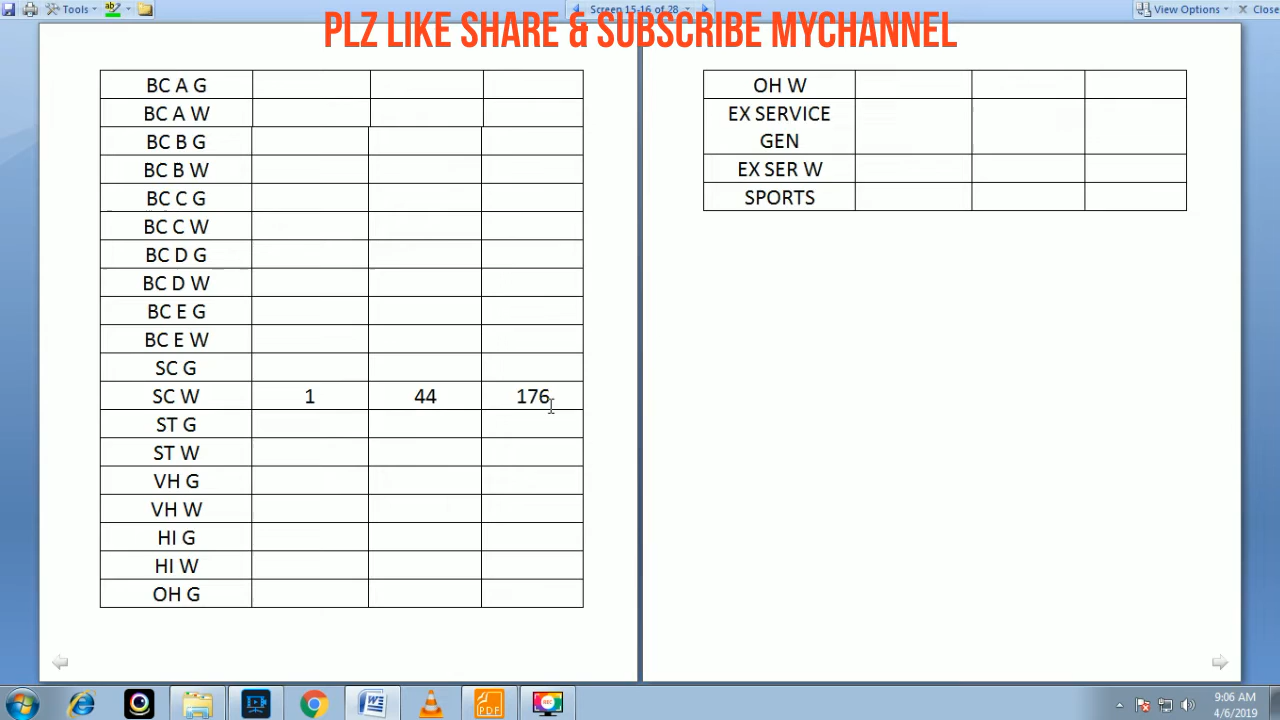 Tools
Screen 15-16 of 28
View Options
Close
PLZ LIKE SHARE & SUBSCRIBE MYCHANNEL
BC A G
BC A W
BC B G
BC B W
BC C G
BC C W
BC D G
BC D W
BC E G
BC E W
SC G
SC W 1 44 176
ST G
ST W
VH G
VH W
HI G
HI W
OH G
OH W
EX SERVICE
GEN
EX SER W
SPORTS
PDF
9:06 AM
4/6/2019